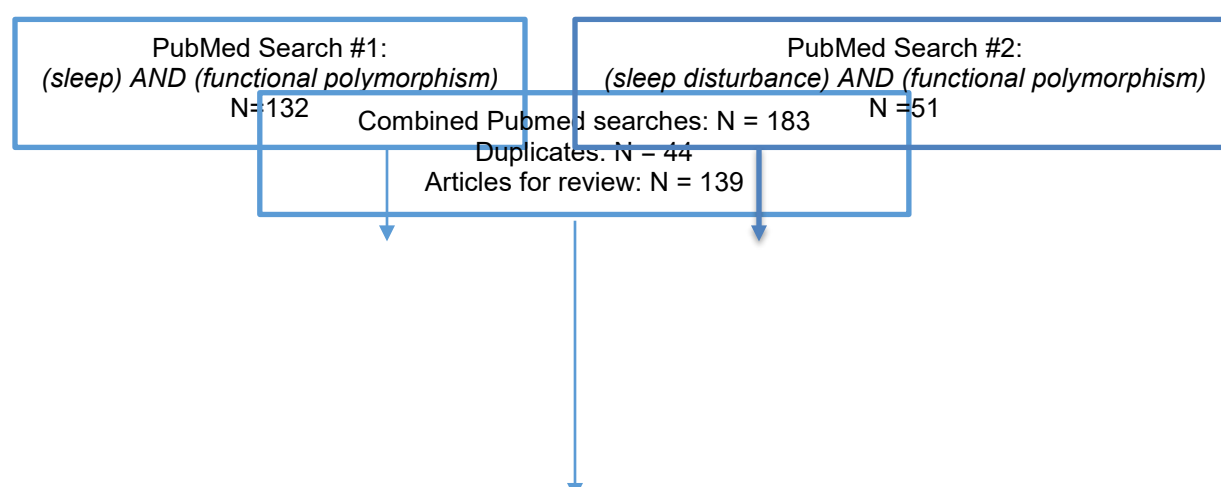 PubMed Search #1:
(sleep) AND (functional polymorphism)
N=132
PubMed Search #2:
(sleep disturbance) AND (functional polymorphism)
N =51
Combined Pubmed searches: N = 183
Duplicates: N = 44
Articles for review: N = 139